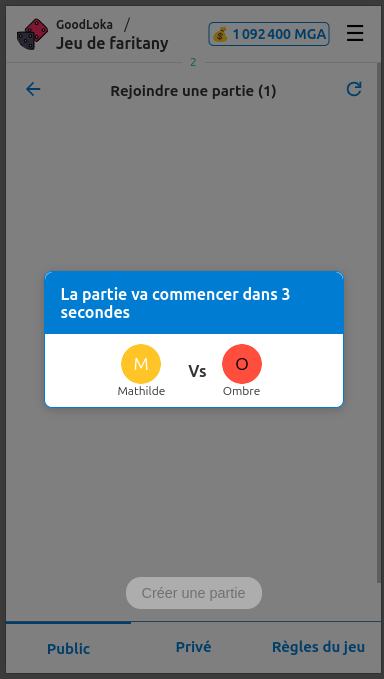 GoodLoka /
Jeu de faritany
💰 1 092 400 MGA
2
Rejoindre une partie (1)
La partie va commencer dans 3
secondes
M
Vs
O
Mathilde
Ombre
Créer une partie
Public
Privé
Règles du jeu